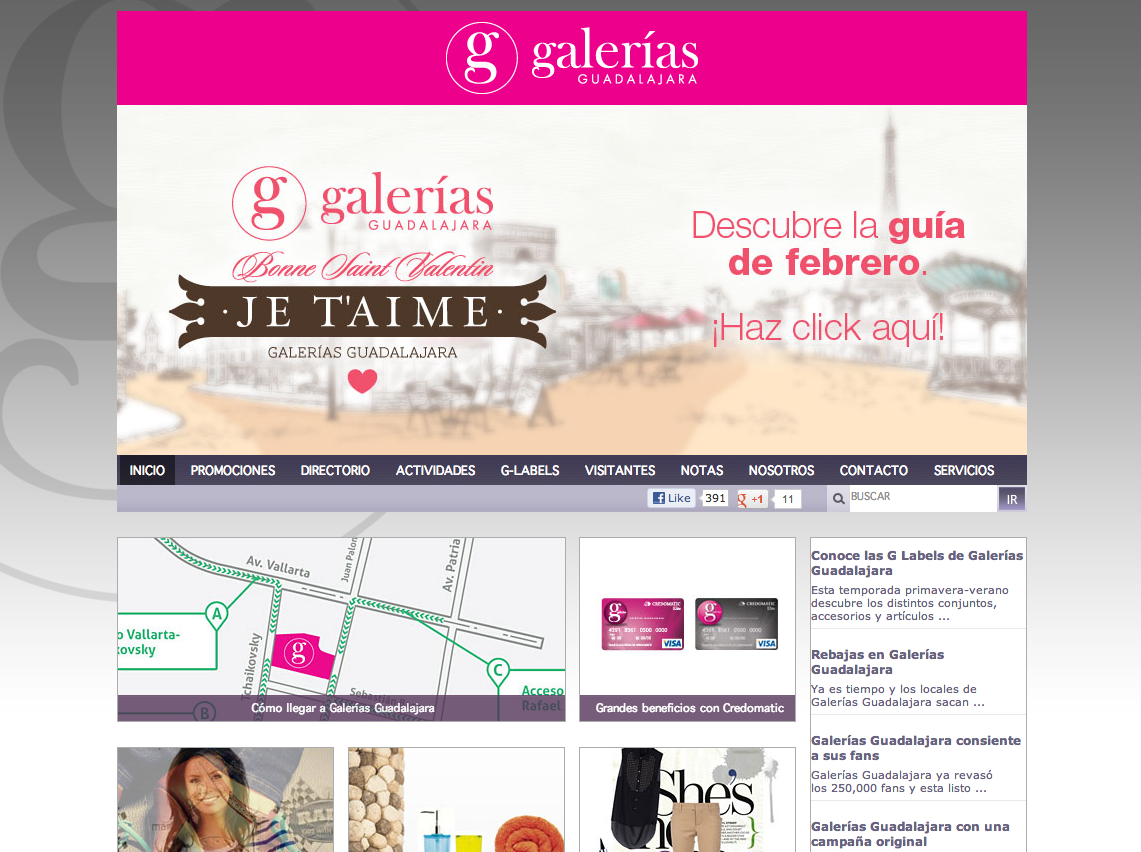 g galerías
GUADALAJARA
g galerías
GUADALAJARA
Bonne Saint Valentin
· JE T'AIME ·
GALERÍAS GUADALAJARA
Descubre la guía
de febrero.
¡Haz click aquí!
INICIO PROMOCIONES DIRECTORIO ACTIVIDADES G-LABELS VISITANTES NOTAS NOSOTROS CONTACTO SERVICIOS
Like 391 g +1 11 BUSCAR IR
Av. Vallarta
Juan Palom
Av. Patria
A
o Vallarta-
kovsky
Tchaikovsky
g
C
Sebastián
Acceso
Rafael
B
Cómo llegar a Galerías Guadalajara
g CREDOMATIC
VISA
g CREDOMATIC
VISA
Grandes beneficios con Credomatic
She's
Conoce las G Labels de Galerías
Guadalajara
Esta temporada primavera-verano
descubre los distintos conjuntos,
accesorios y artículos ...
Rebajas en Galerías
Guadalajara
Ya es tiempo y los locales de
Galerías Guadalajara sacan ...
Galerías Guadalajara consiente
a sus fans
Galerías Guadalajara ya revasó
los 250,000 fans y esta listo ...
Galerías Guadalajara con una
campaña original